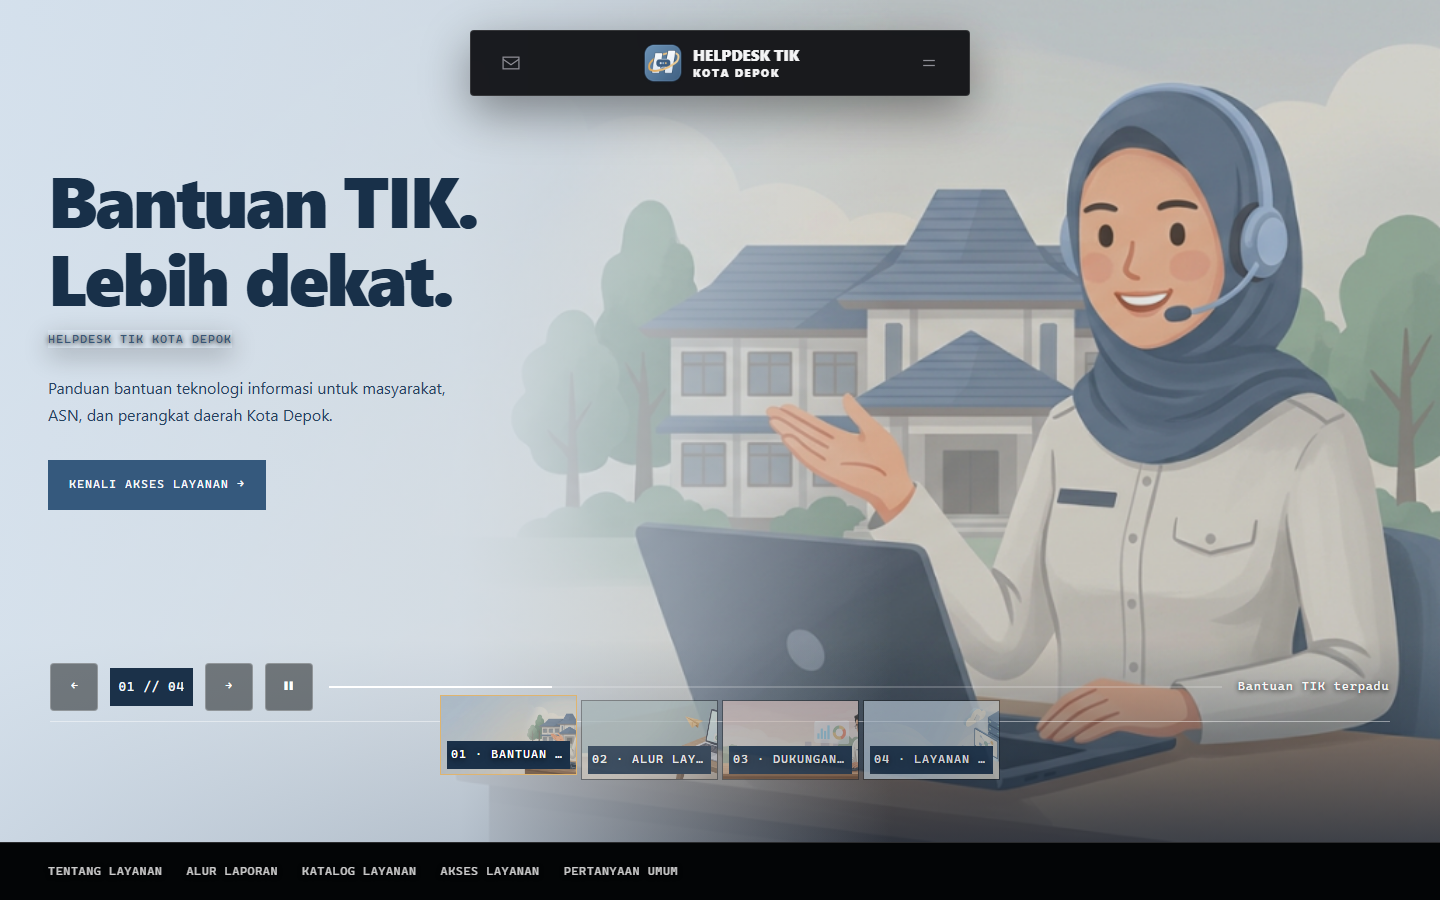 HELPDESK TIK
KOTA DEPOK
Bantuan TIK.
Lebih dekat.
HELPDESK TIK KOTA DEPOK
Panduan bantuan teknologi informasi untuk masyarakat,
ASN, dan perangkat daerah Kota Depok.
KENALI AKSES LAYANAN →
← 01 // 04 →
Bantuan TIK terpadu
01 · BANTUAN …
02 · ALUR LAY…
03 · DUKUNGAN…
04 · LAYANAN …
TENTANG LAYANAN ALUR LAPORAN KATALOG LAYANAN AKSES LAYANAN PERTANYAAN UMUM